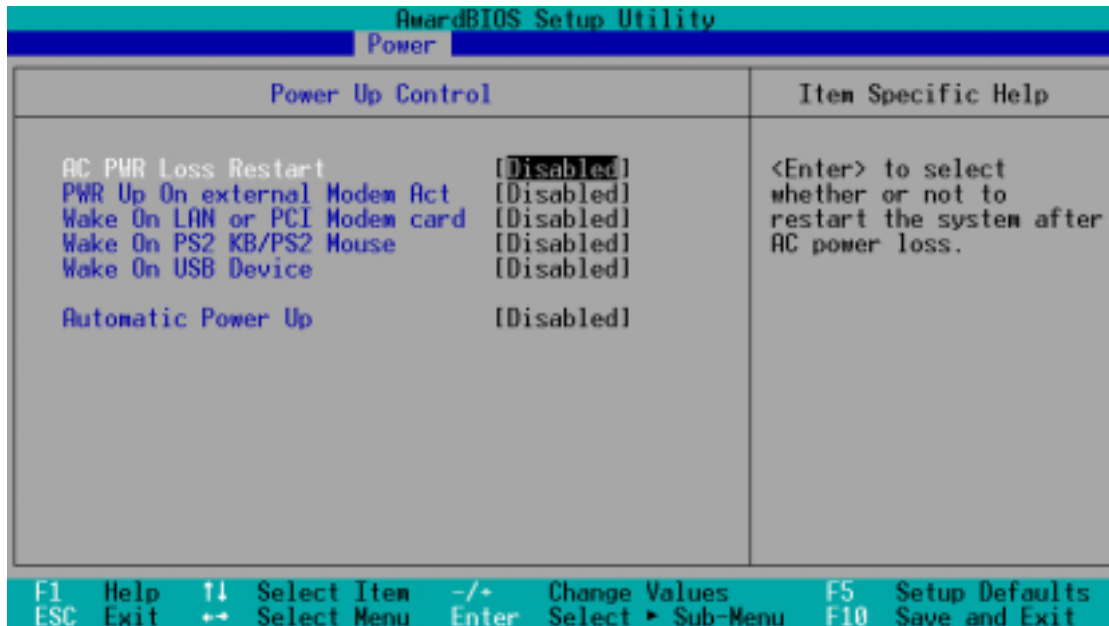 AwardBIOS Setup Utility
Power
Power Up Control
Item Specific Help
AC PWR Loss Restart [Disabled]
PWR Up On external Modem Act [Disabled]
Wake On LAN or PCI Modem card [Disabled]
Wake On PS2 KB/PS2 Mouse [Disabled]
Wake On USB Device [Disabled]
Automatic Power Up [Disabled]
<Enter> to select
whether or not to
restart the system after
AC power loss.
F1 Help ↑↓ Select Item -/+ Change Values F5 Setup Defaults
ESC Exit ←→ Select Menu Enter Select ► Sub-Menu F10 Save and Exit